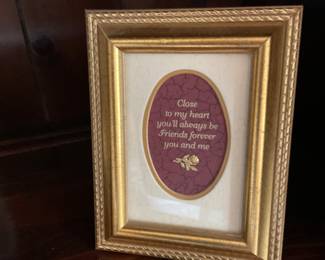 Close
to my heart
you'll always be
Friends forever
you and me